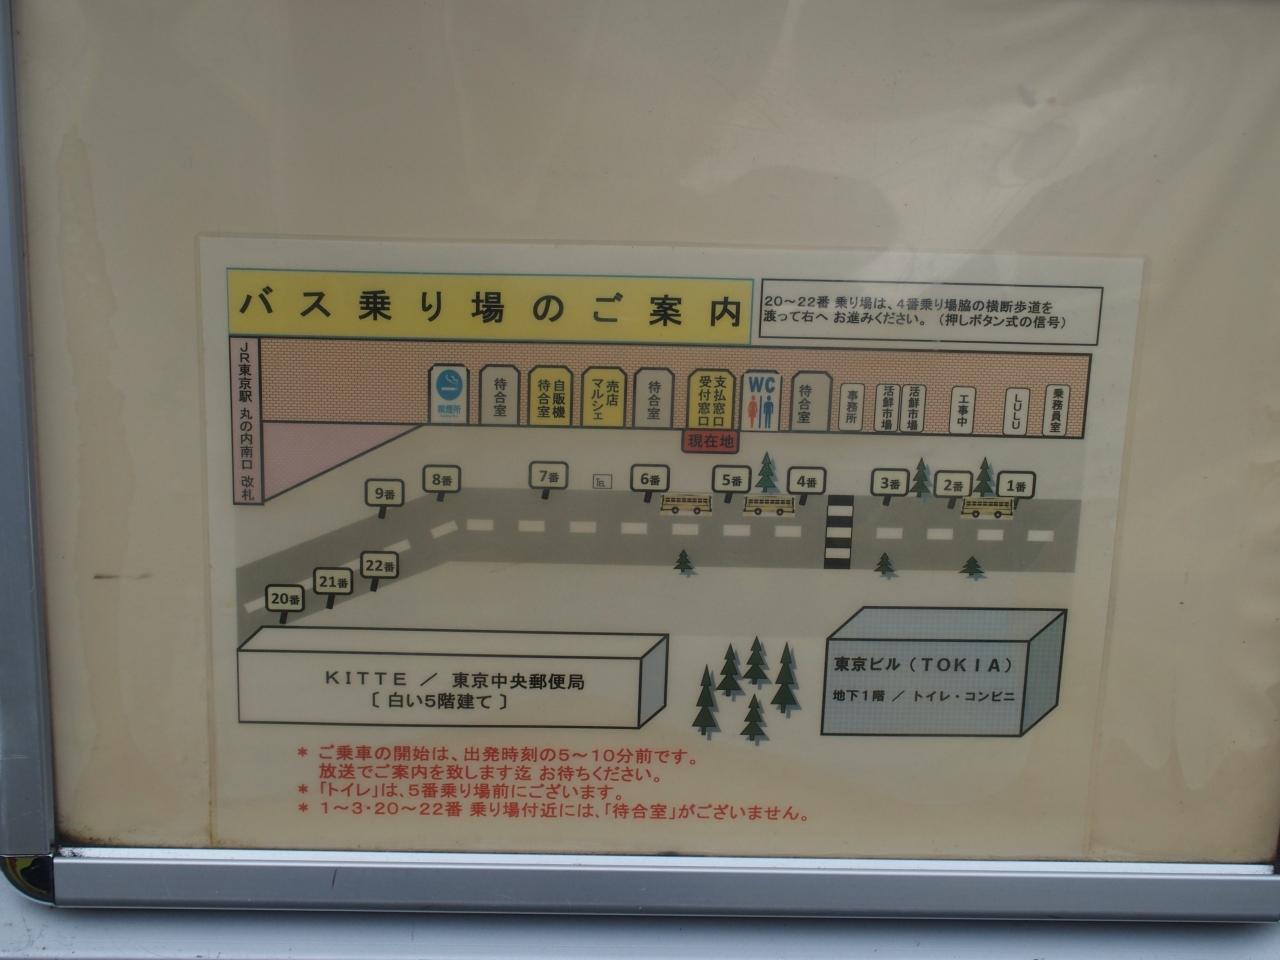 バス乗り場のご案内
20～22番 乗り場は、4番乗り場脇の横断歩道を
渡って右へ お進みください。 （押しボタン式の信号）
JR東京駅 丸の内南口 改札
喫煙所
待合室
自販機
待合室
売店
マルシェ
待合室
支払窓口
受付窓口
WC
待合室
事務所
活鮮市場
活鮮市場
工事中
LULU
乗務員室
現在地
9番
8番
7番
TEL
6番
5番
4番
3番
2番
1番
20番
21番
22番
KITTE ／ 東京中央郵便局
〔 白い5階建て 〕
東京ビル（TOKIA）
地下1階 ／ トイレ・コンビニ
＊ ご乗車の開始は、出発時刻の5～10分前です。
放送でご案内を致します迄 お待ちください。
＊「トイレ」は、5番乗り場前にございます。
＊ 1～3・20～22番 乗り場付近には、「待合室」がございません。